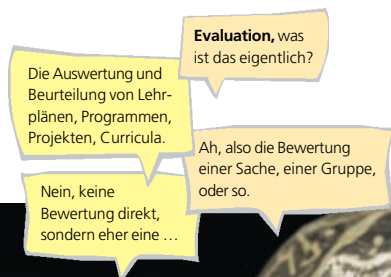 Evaluation, was
ist das eigentlich?
Die Auswertung und
Beurteilung von Lehr-
plänen, Programmen,
Projekten, Curricula.
Ah, also die Bewertung
einer Sache, einer Gruppe,
oder so.
Nein, keine
Bewertung direkt,
sondern eher eine …